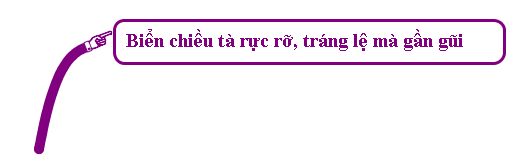 Biển chiều tà rực rỡ, tráng lệ mà gần gũi